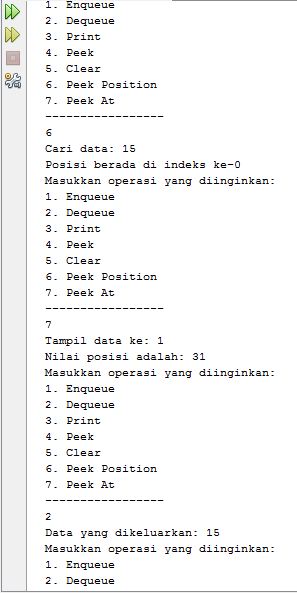 1. Enqueue
2. Dequeue
3. Print
4. Peek
5. Clear
6. Peek Position
7. Peek At
-----------------
6
Cari data: 15
Posisi berada di indeks ke-0
Masukkan operasi yang diinginkan:
1. Enqueue
2. Dequeue
3. Print
4. Peek
5. Clear
6. Peek Position
7. Peek At
-----------------
7
Tampil data ke: 1
Nilai posisi adalah: 31
Masukkan operasi yang diinginkan:
1. Enqueue
2. Dequeue
3. Print
4. Peek
5. Clear
6. Peek Position
7. Peek At
-----------------
2
Data yang dikeluarkan: 15
Masukkan operasi yang diinginkan:
1. Enqueue
2. Dequeue